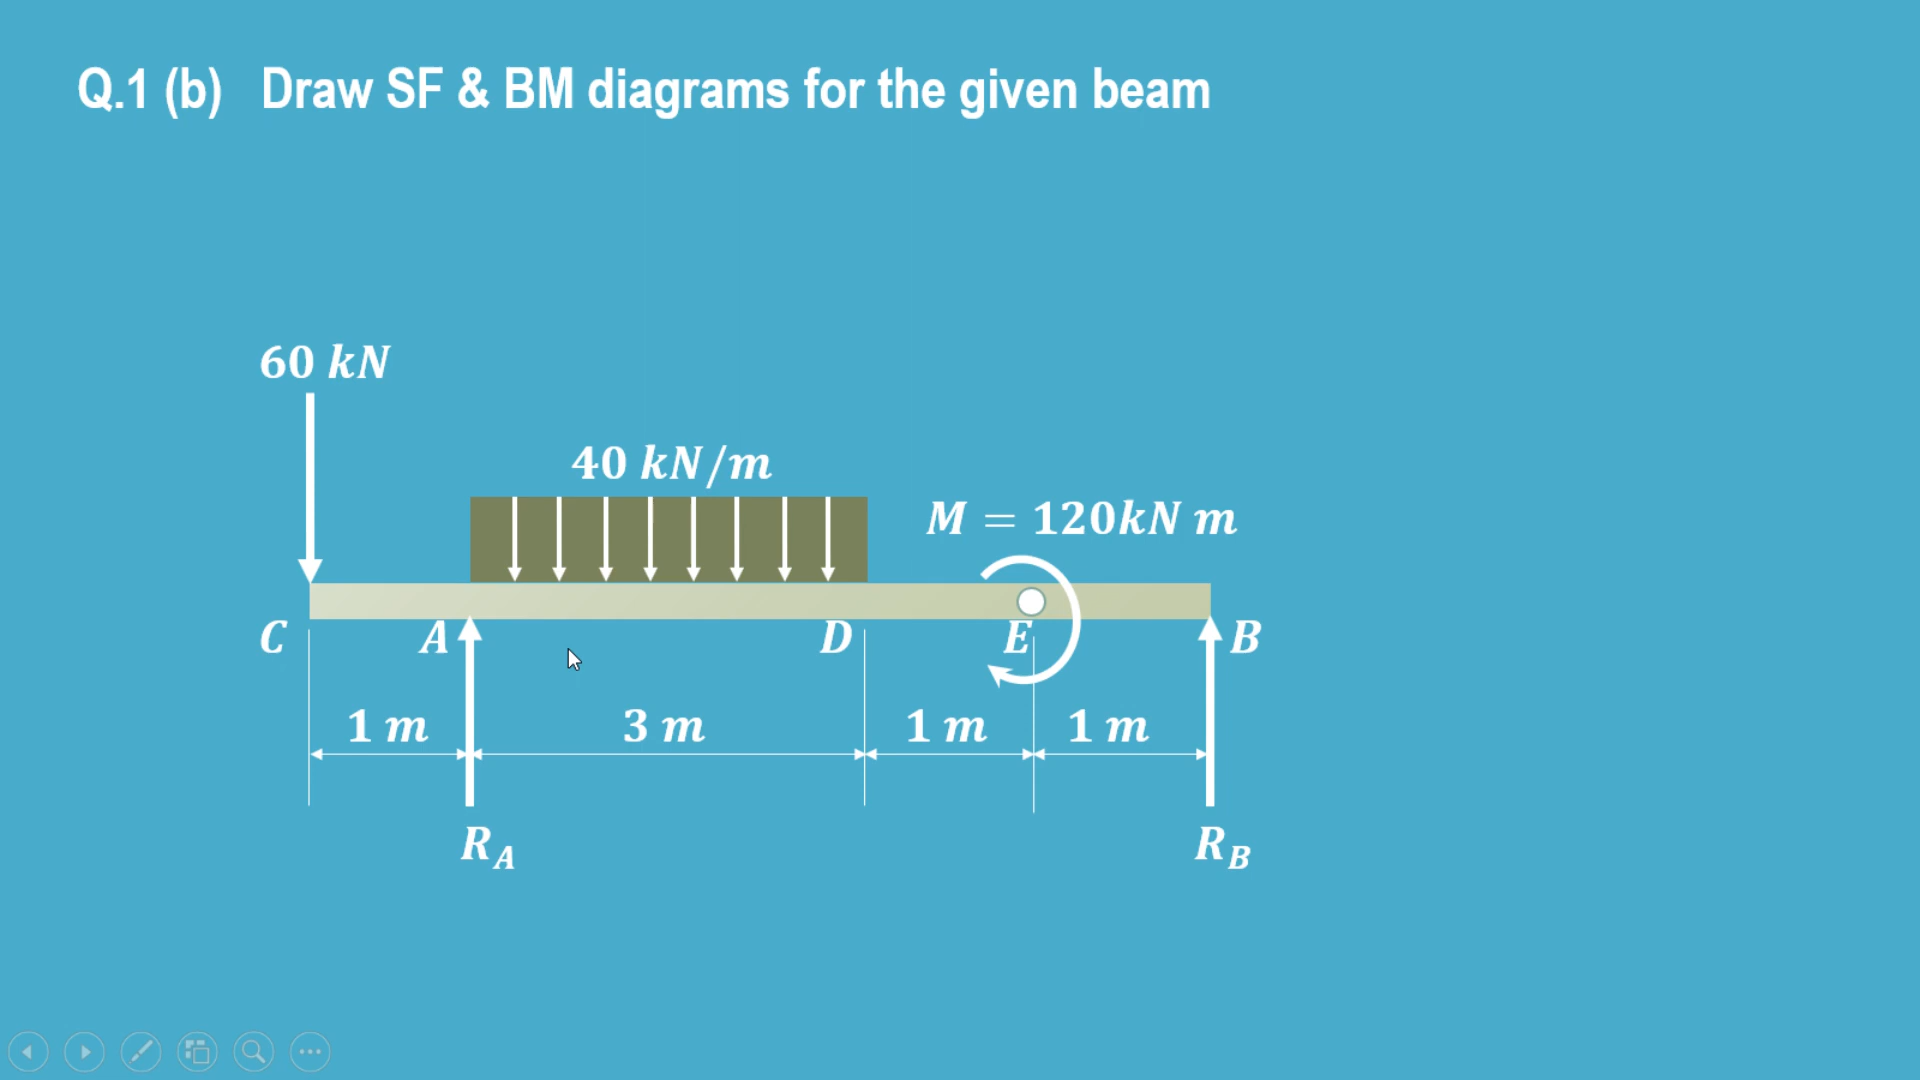 Q.1 (b) Draw SF & BM diagrams for the given beam
60 kN
40 kN/m
M = 120kN m
C A D E B
1 m 3 m 1 m 1 m
R_A R_B